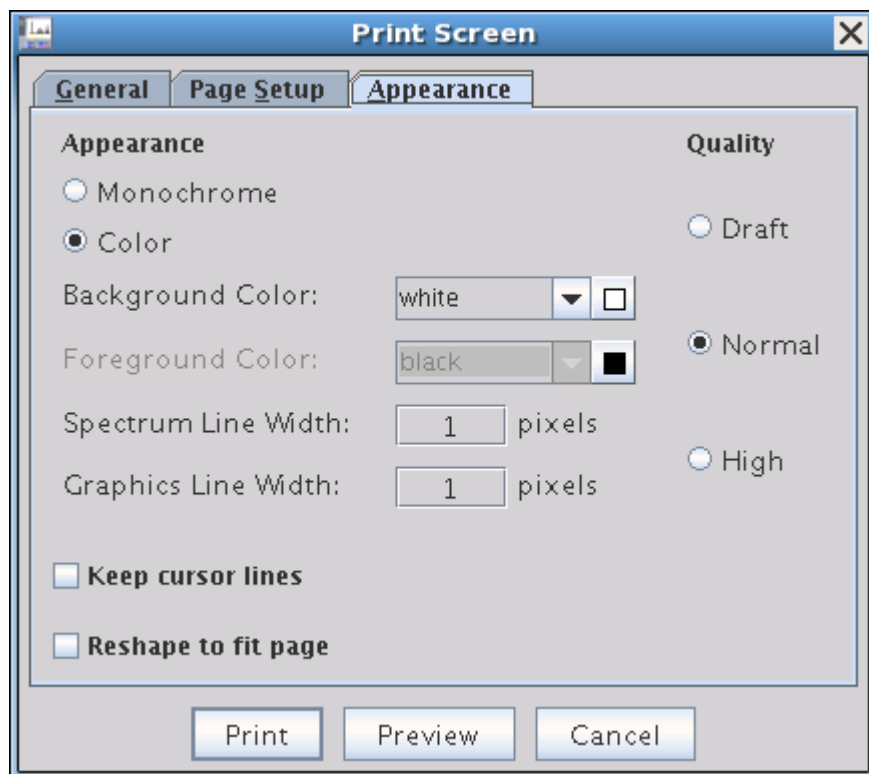 Print Screen
General Page Setup Appearance
Appearance
Quality
Monochrome
Draft
Color
Background Color: white
Normal
Foreground Color: black
Spectrum Line Width: 1 pixels
High
Graphics Line Width: 1 pixels
Keep cursor lines
Reshape to fit page
Print Preview Cancel